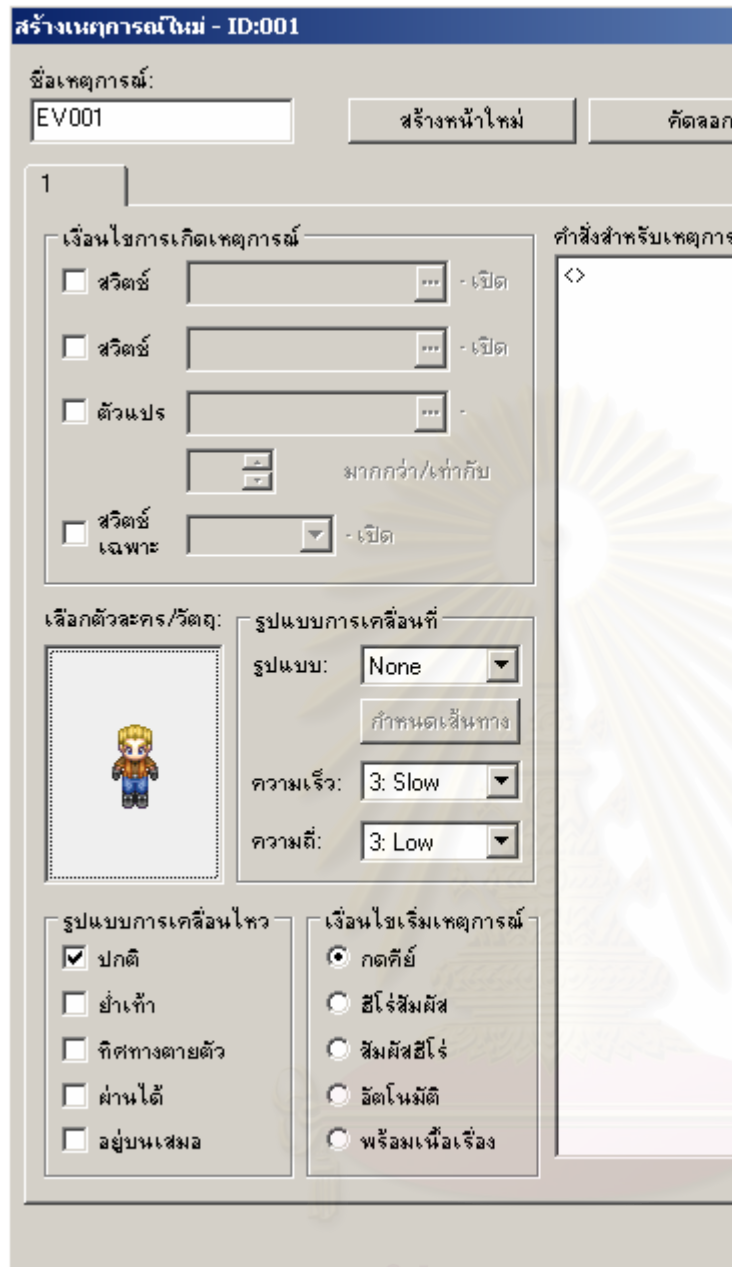 สร้างเหตุการณ์ใหม่ - ID:001
ชื่อเหตุการณ์:
EV001
สร้างหน้าใหม่
คัดลอก
1
เงื่อนไขการเกิดเหตุการณ์
คำสั่งสำหรับเหตุการ
สวิตช์ ... - เปิด
<>
สวิตช์ ... - เปิด
ตัวแปร ... -
มากกว่า/เท่ากับ
สวิตช์
เฉพาะ
- เปิด
เลือกตัวละคร/วัตถุ:
รูปแบบการเคลื่อนที่
รูปแบบ: None
กำหนดเส้นทาง
ความเร็ว: 3: Slow
ความถี่: 3: Low
รูปแบบการเคลื่อนไหว
เงื่อนไขเริ่มเหตุการณ์
ปกติ
กดคีย์
ย่ำเท้า
ฮีโร่สัมผัส
ทิศทางตายตัว
สัมผัสฮีโร่
ผ่านได้
อัตโนมัติ
อยู่บนเสมอ
พร้อมเนื้อเรื่อง